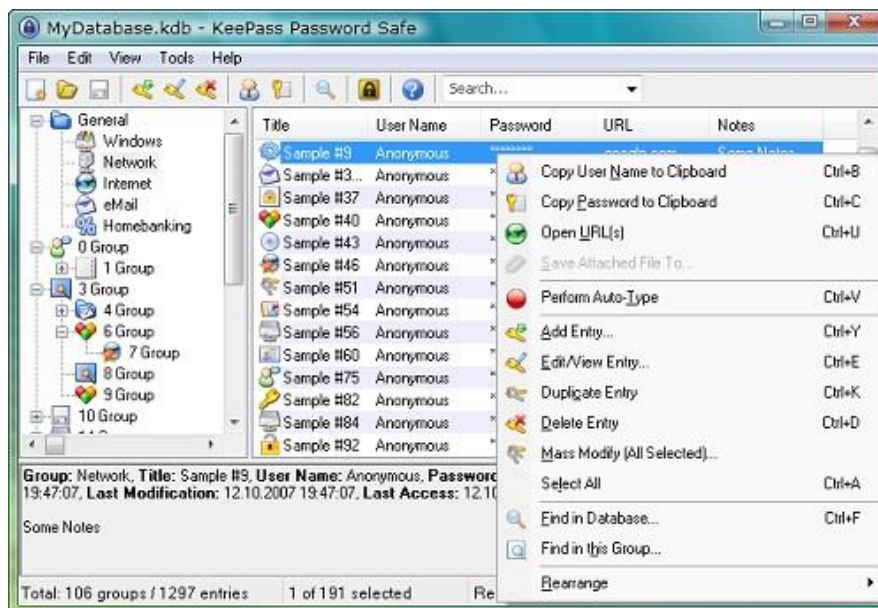 MyDatabase.kdb - KeePass Password Safe
File Edit View Tools Help
Search...
General
Windows
Network
Internet
eMail
Homebanking
0 Group
1 Group
3 Group
4 Group
6 Group
7 Group
8 Group
9 Group
10 Group
Title User Name Password URL Notes
Sample #9 Anonymous ********
Sample #3... Anonymous
Sample #37 Anonymous
Sample #40 Anonymous
Sample #43 Anonymous
Sample #46 Anonymous
Sample #51 Anonymous
Sample #54 Anonymous
Sample #56 Anonymous
Sample #60 Anonymous
Sample #75 Anonymous
Sample #82 Anonymous
Sample #84 Anonymous
Sample #92 Anonymous
Copy User Name to Clipboard Ctrl+B
Copy Password to Clipboard Ctrl+C
Open URL(s) Ctrl+U
Save Attached File To...
Perform Auto-Type Ctrl+V
Add Entry... Ctrl+Y
Edit/View Entry... Ctrl+E
Duplicate Entry Ctrl+K
Delete Entry Ctrl+D
Mass Modify (All Selected)...
Select All Ctrl+A
Find in Database... Ctrl+F
Find in this Group...
Rearrange
Group: Network, Title: Sample #9, User Name: Anonymous, Password
19:47:07, Last Modification: 12.10.2007 19:47:07, Last Access: 12.10
Some Notes
Total: 106 groups / 1297 entries 1 of 191 selected Re